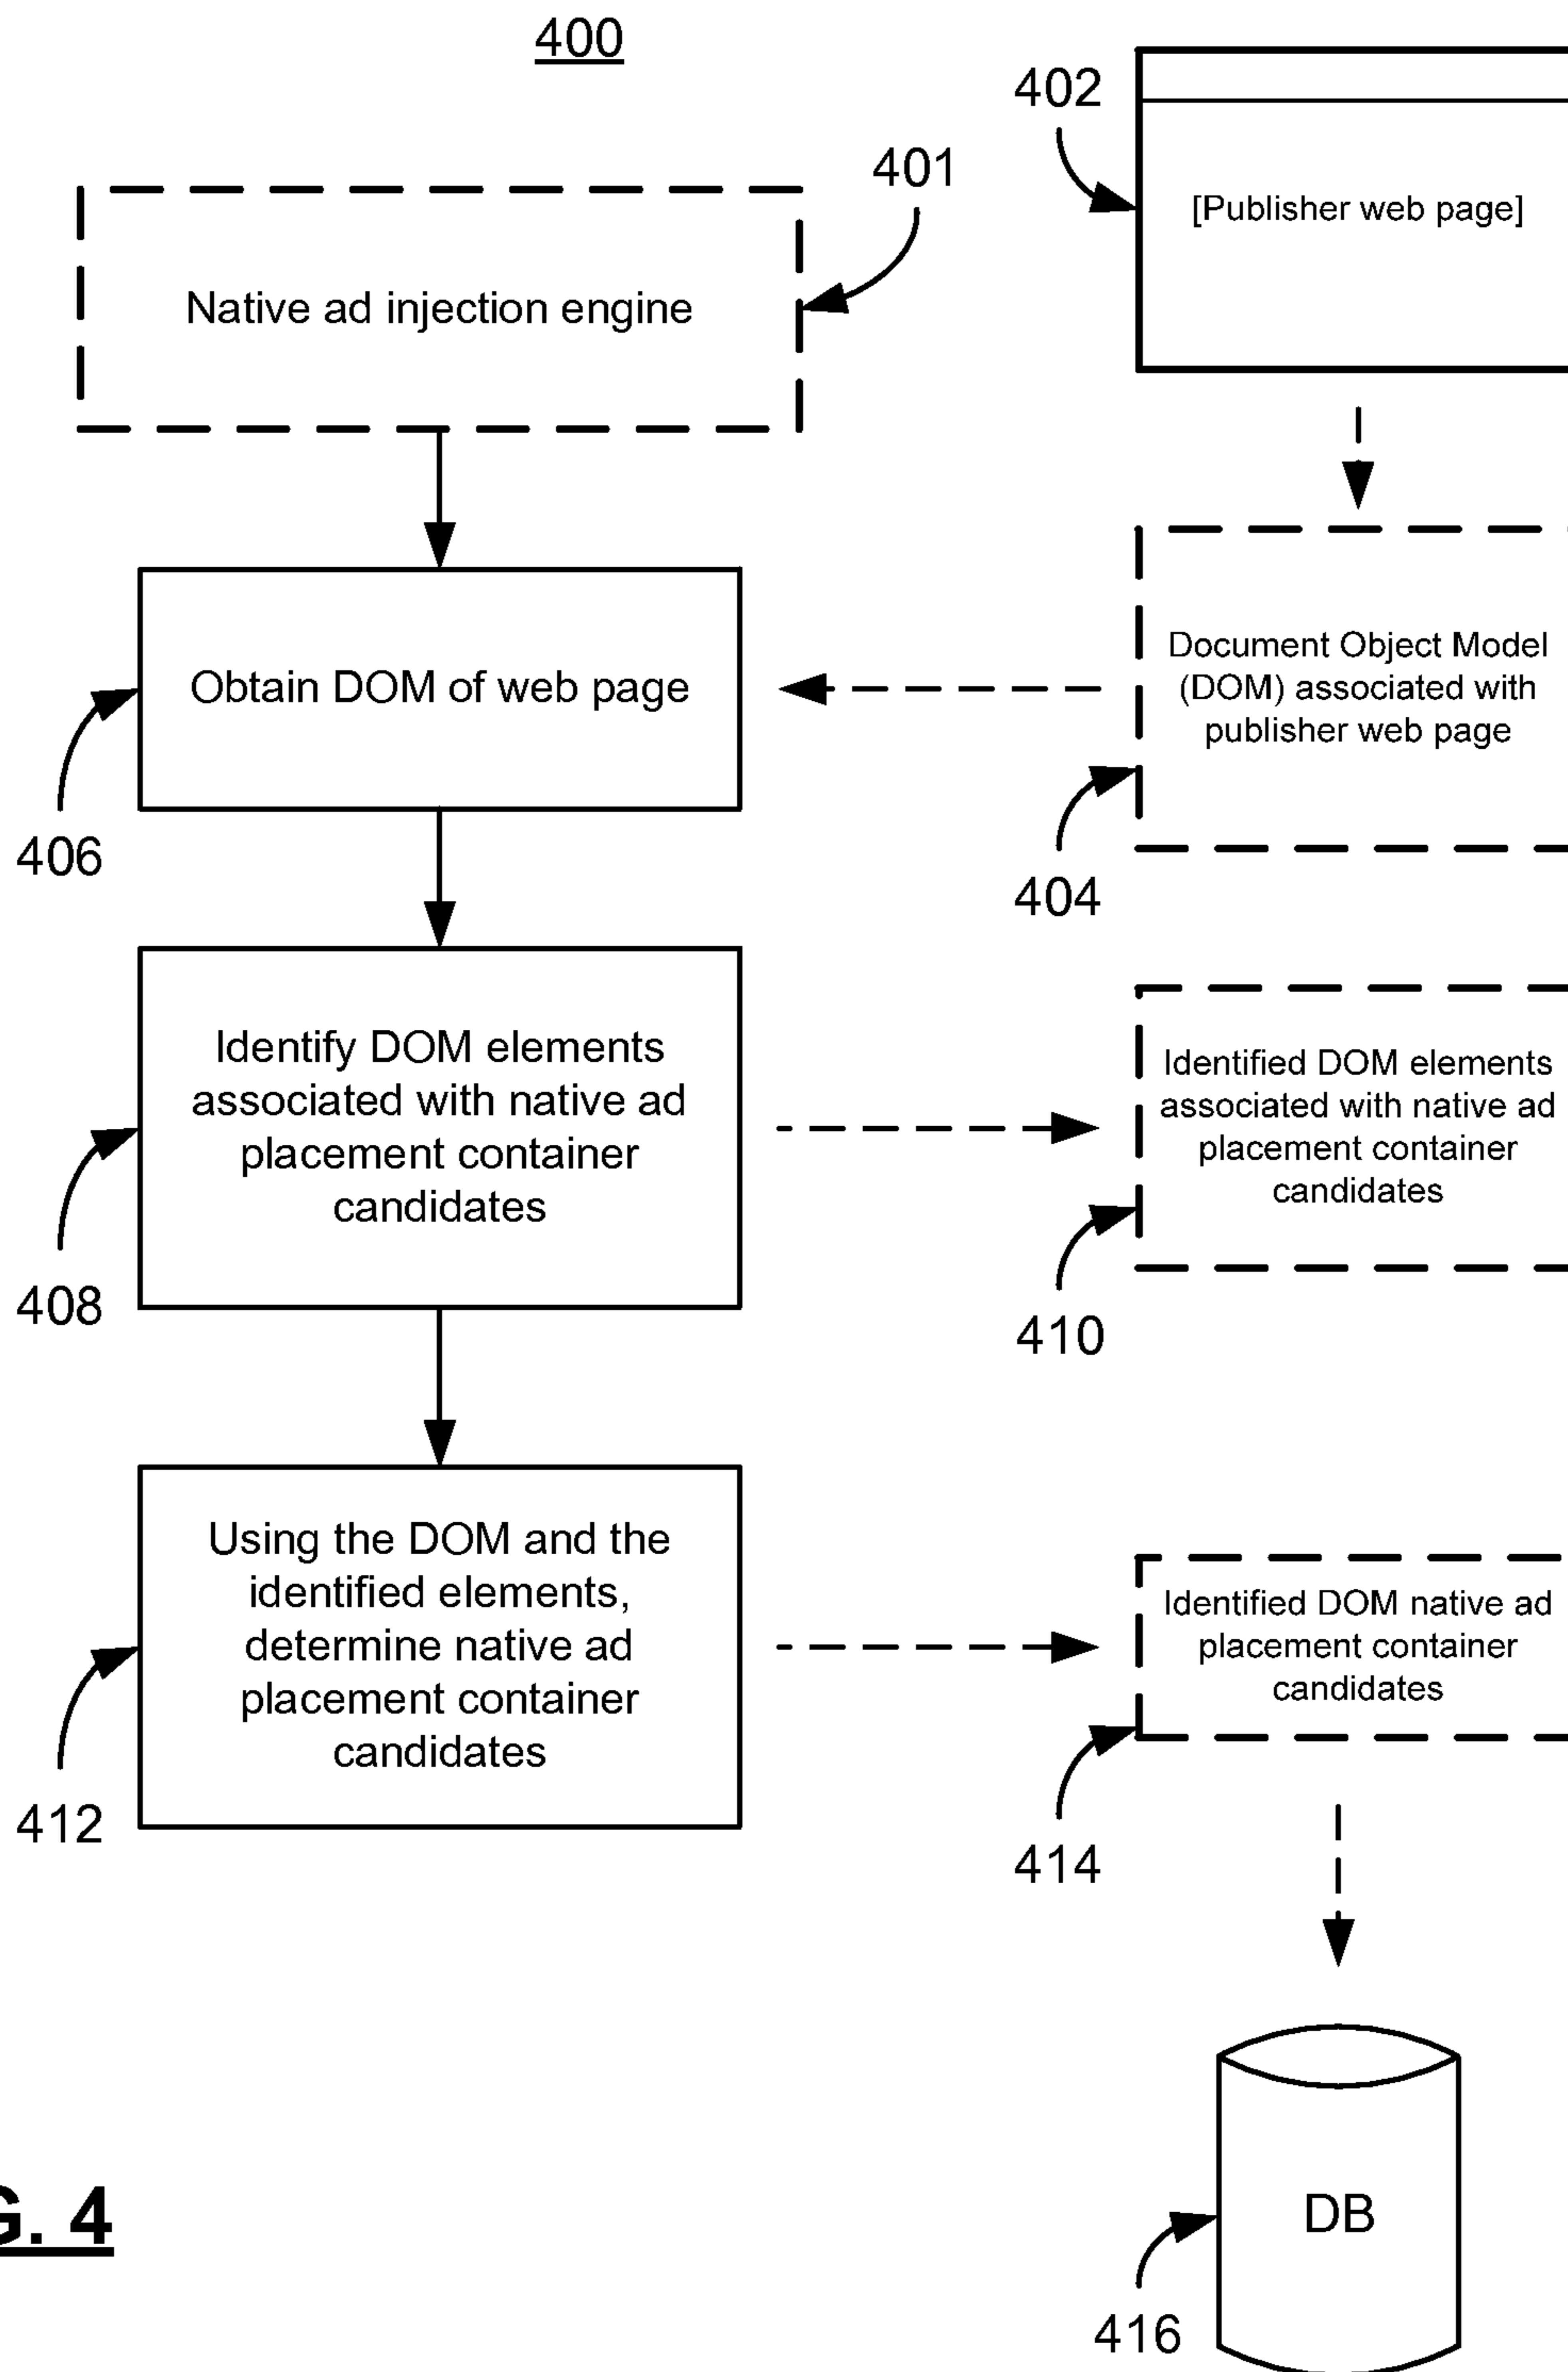 400
402
[Publisher web page]
401
Native ad injection engine
Obtain DOM of web page
406
Document Object Model
(DOM) associated with
publisher web page
404
Identify DOM elements
associated with native ad
placement container
candidates
408
Identified DOM elements
associated with native ad
placement container
candidates
410
Using the DOM and the
identified elements,
determine native ad
placement container
candidates
412
Identified DOM native ad
placement container
candidates
414
DB
416
G. 4